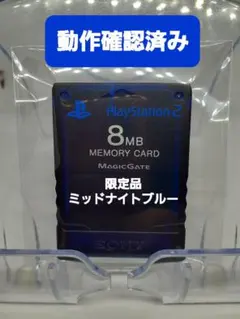 動作確認済み
PlayStation 2
8MB
MEMORY CARD
MAGICGATE
限定品
ミッドナイトブルー
SONY